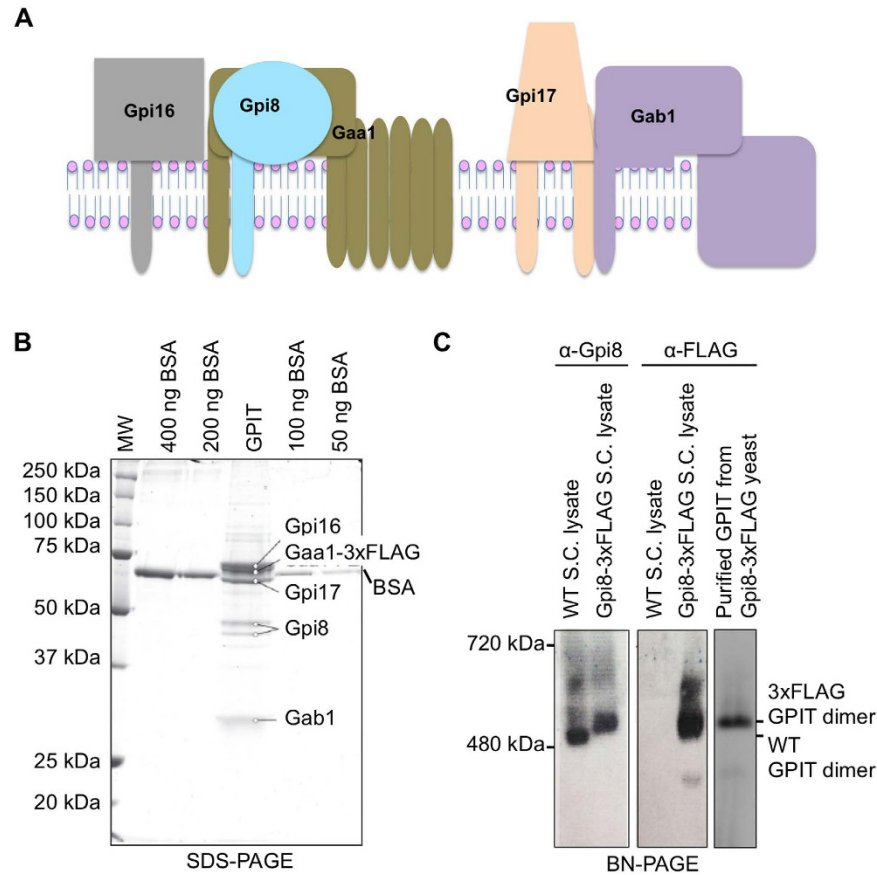 A
Gpi16
Gpi8
Gaa1
Gpi17
Gab1
B
MW
400 ng BSA
200 ng BSA
GPIT
100 ng BSA
50 ng BSA
250 kDa
150 kDa
100 kDa
75 kDa
50 kDa
37 kDa
25 kDa
20 kDa
Gpi16
Gaa1-3xFLAG
BSA
Gpi17
Gpi8
Gab1
SDS-PAGE
C
α-Gpi8
α-FLAG
WT S.C. lysate
Gpi8-3xFLAG S.C. lysate
WT S.C. lysate
Gpi8-3xFLAG S.C. lysate
Purified GPIT from
Gpi8-3xFLAG yeast
720 kDa
480 kDa
3xFLAG
GPIT dimer
WT
GPIT dimer
BN-PAGE